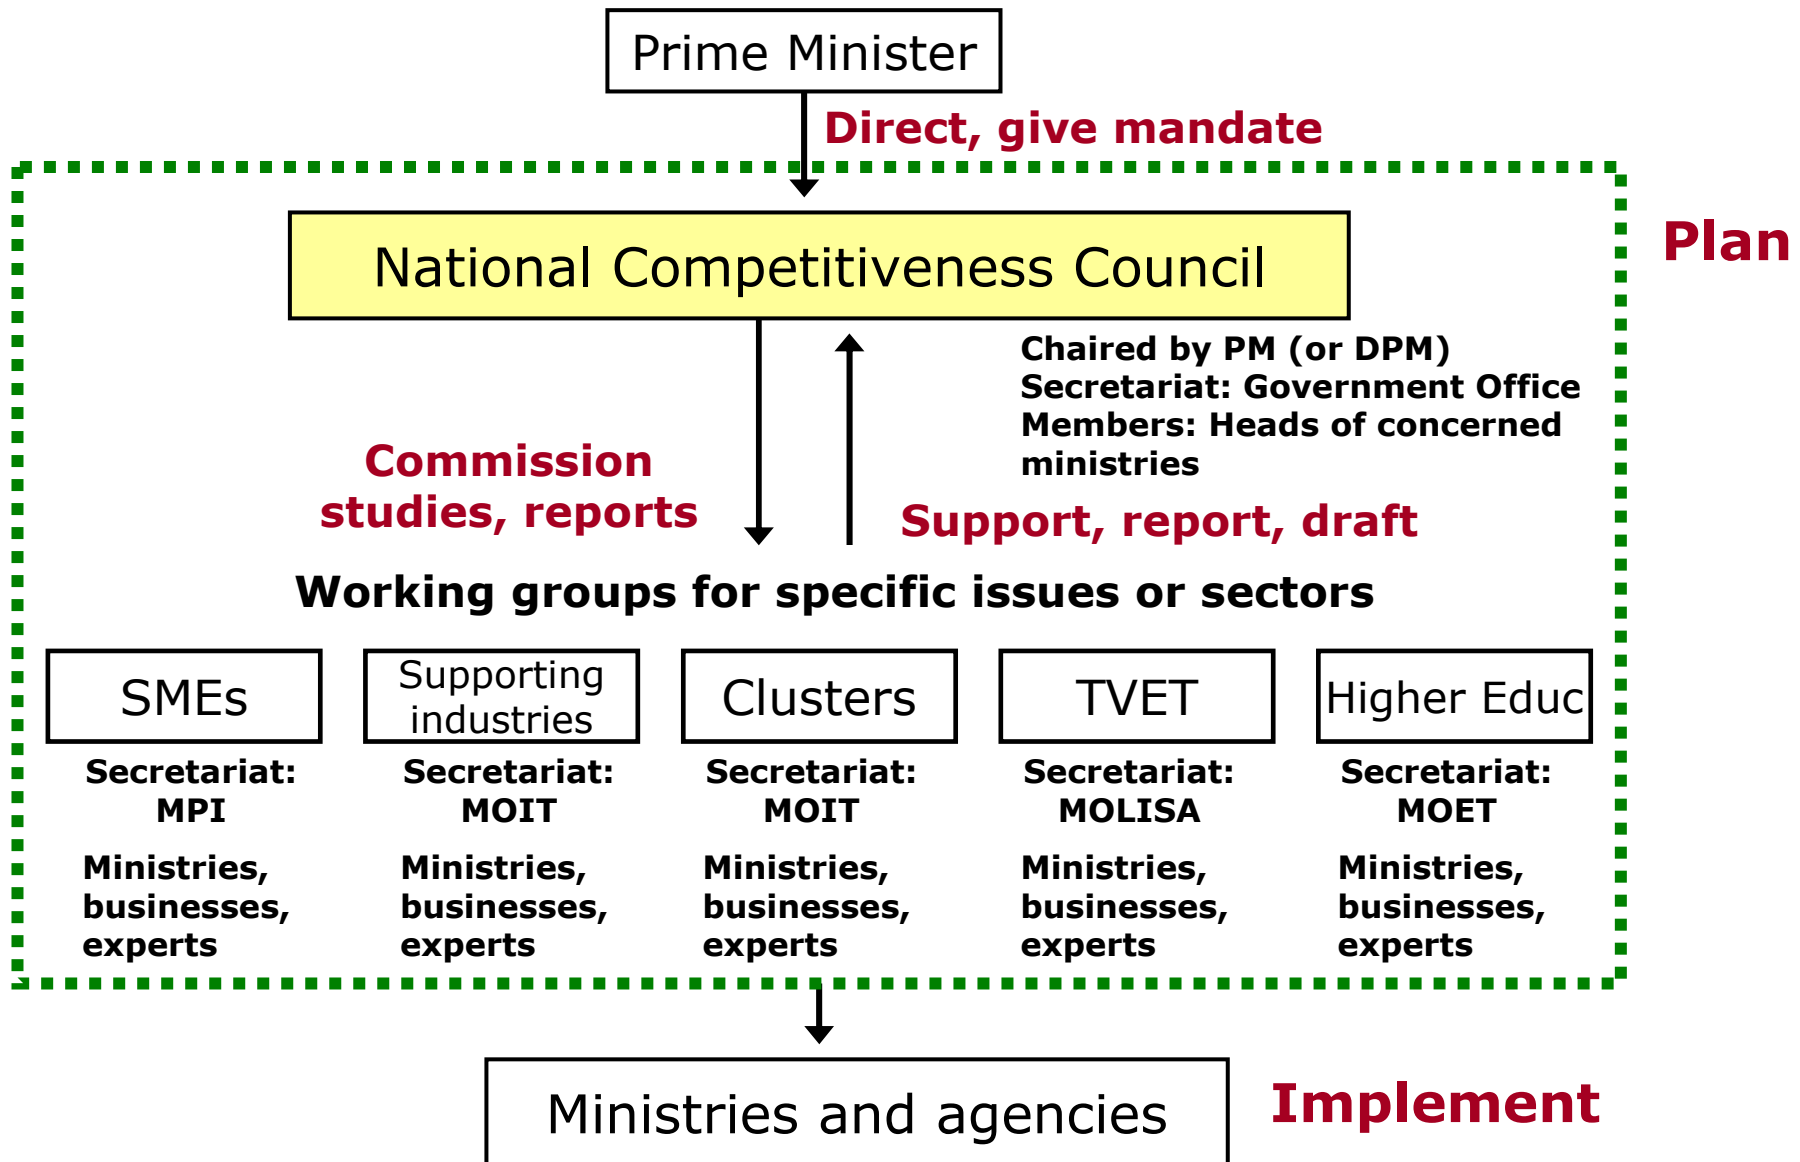 Prime Minister
Direct, give mandate
Plan
National Competitiveness Council
Chaired by PM (or DPM)
Secretariat: Government Office
Members: Heads of concerned
ministries
Commission
studies, reports
Support, report, draft
Working groups for specific issues or sectors
SMEs
Secretariat:
MPI
Ministries,
businesses,
experts
Supporting
industries
Secretariat:
MOIT
Ministries,
businesses,
experts
Clusters
Secretariat:
MOIT
Ministries,
businesses,
experts
TVET
Secretariat:
MOLISA
Ministries,
businesses,
experts
Higher Educ
Secretariat:
MOET
Ministries,
businesses,
experts
Ministries and agencies
Implement